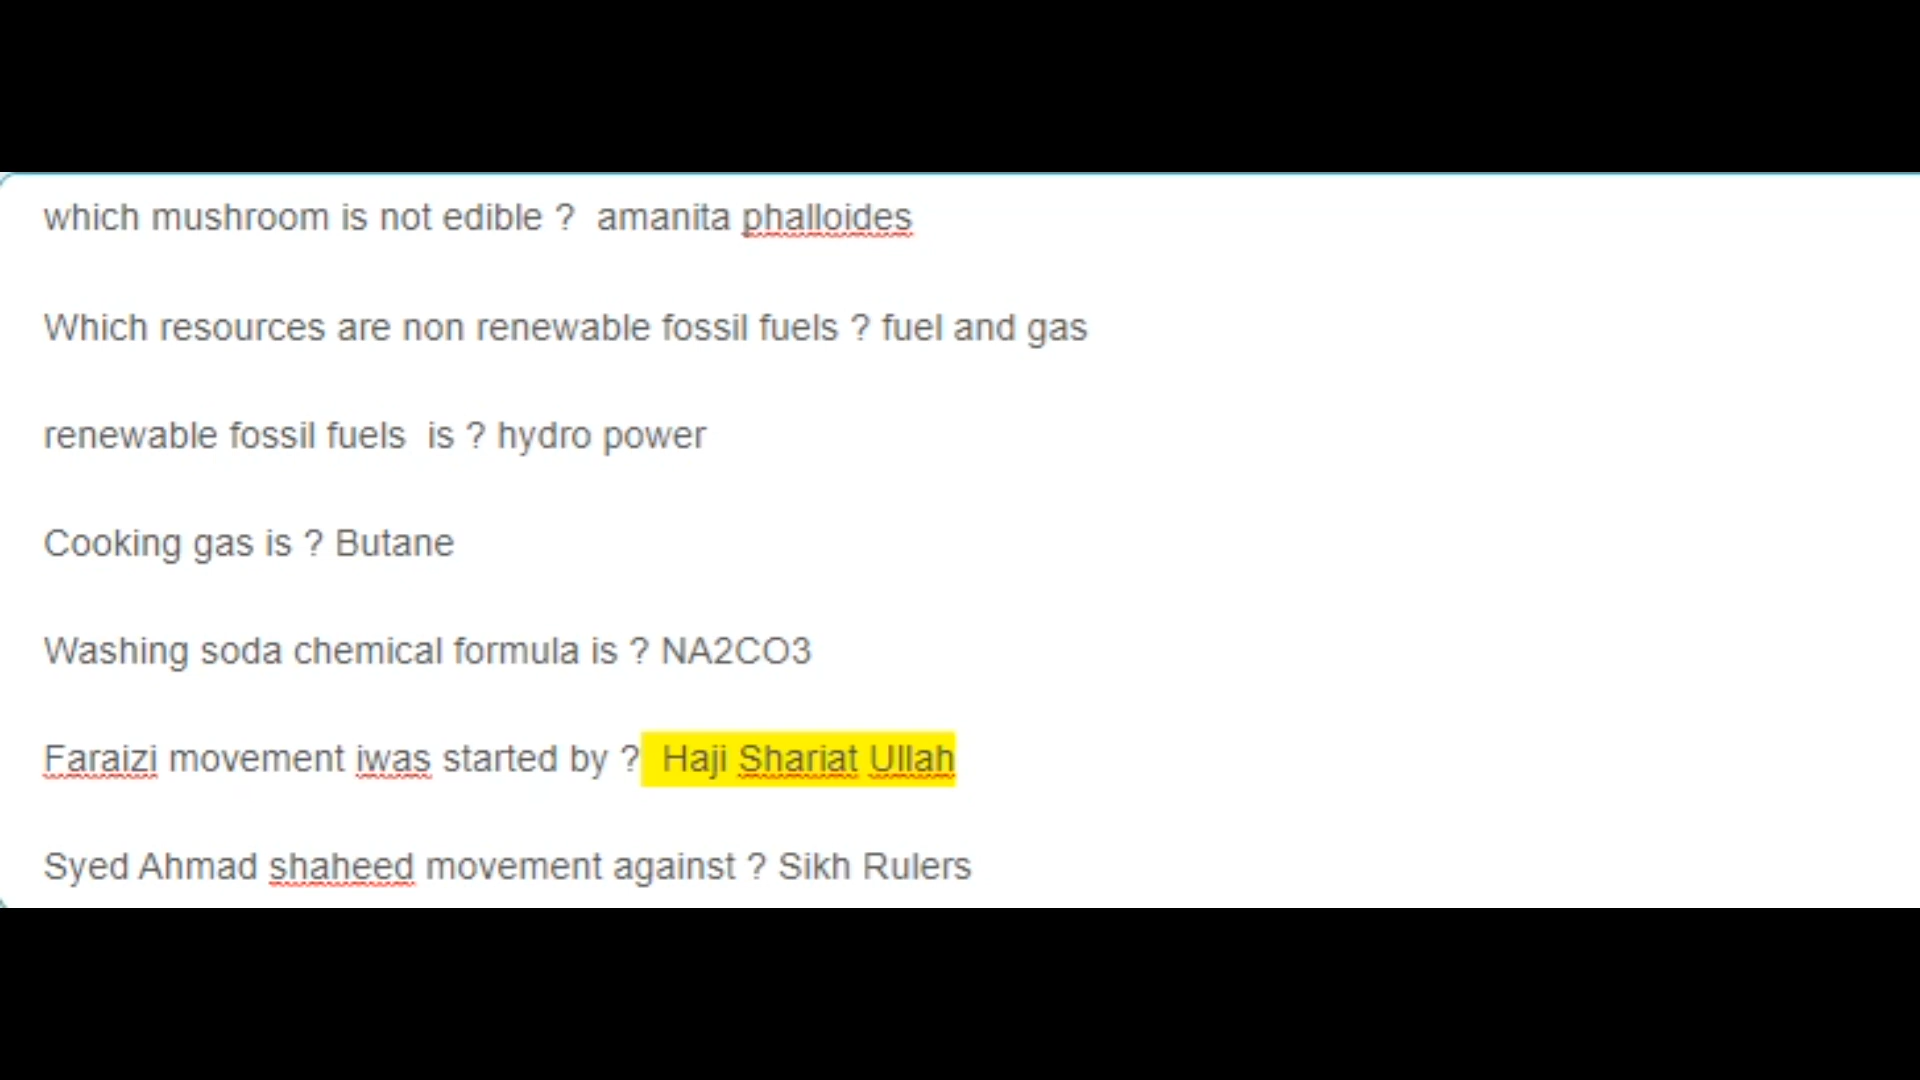 which mushroom is not edible ?  amanita phalloides
Which resources are non renewable fossil fuels ? fuel and gas
renewable fossil fuels  is ? hydro power
Cooking gas is ? Butane
Washing soda chemical formula is ? NA2CO3
Faraizi movement iwas started by ?  Haji Shariat Ullah
Syed Ahmad shaheed movement against ? Sikh Rulers